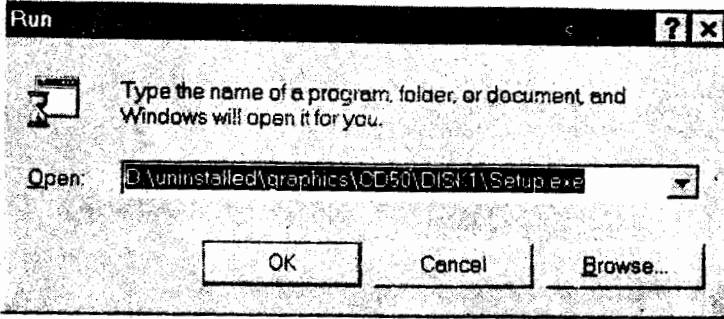 Run
Type the name of a program, folder, or document, and
Windows will open it for you.
Open:
D:\uninstalled\graphics\CD50\DISK1\Setup.exe
OK
Cancel
Browse...